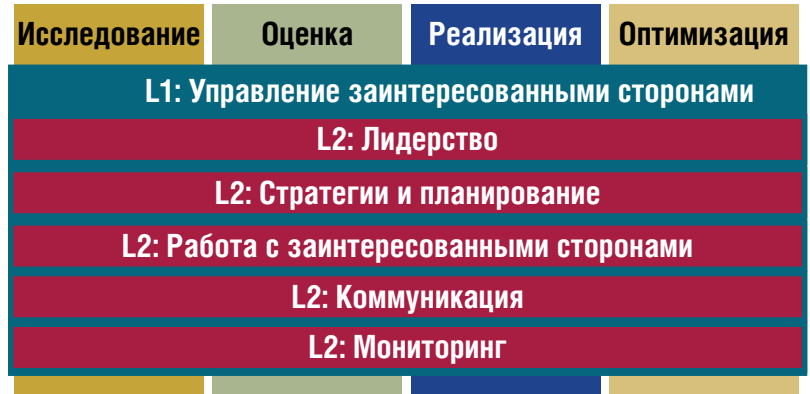 Исследование Оценка Реализация Оптимизация
L1: Управление заинтересованными сторонами
L2: Лидерство
L2: Стратегии и планирование
L2: Работа с заинтересованными сторонами
L2: Коммуникация
L2: Мониторинг